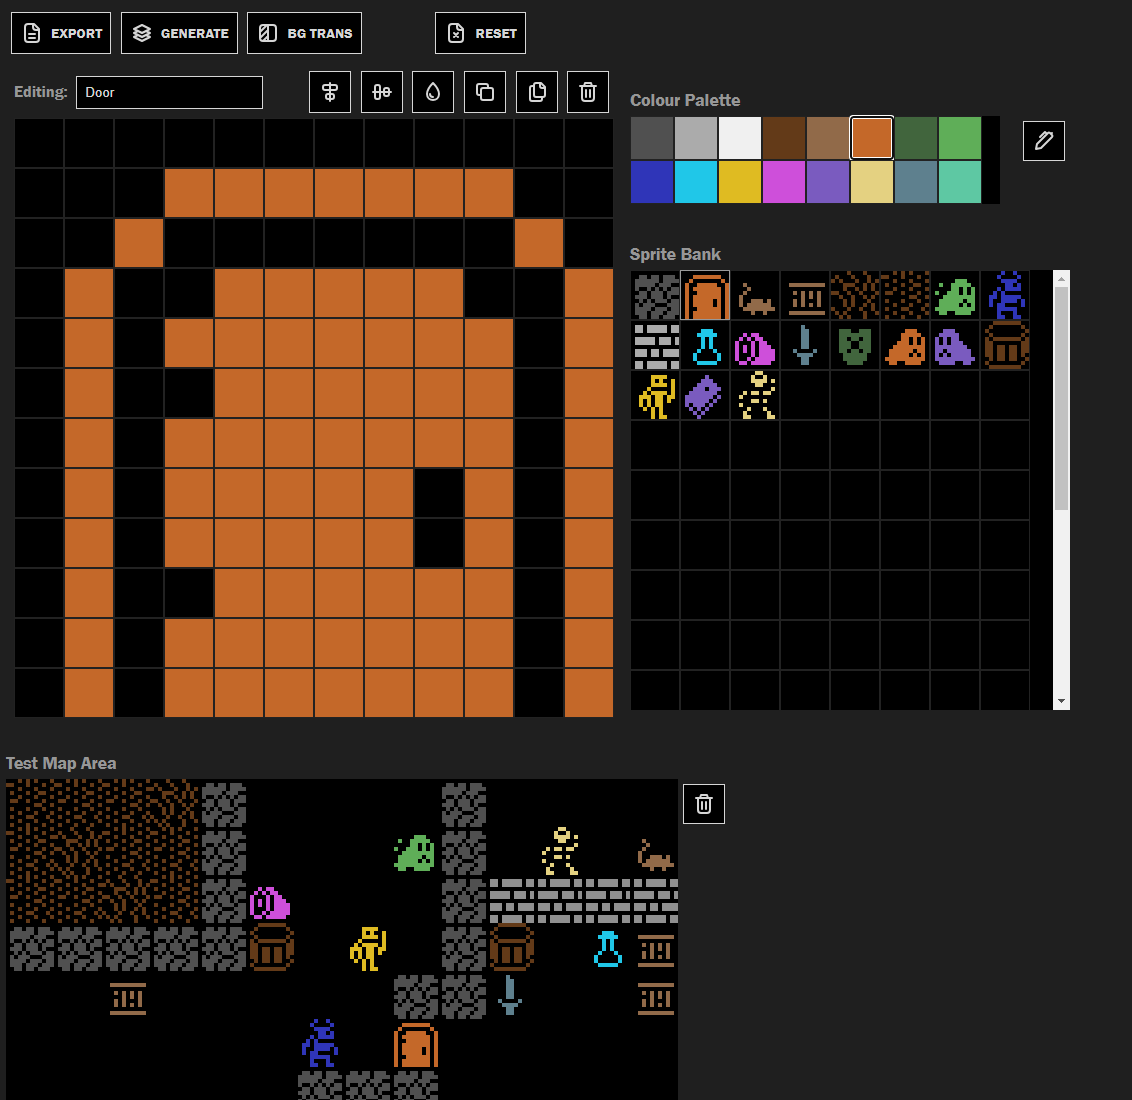 EXPORT GENERATE BG TRANS RESET
Editing: Door
Colour Palette
Sprite Bank
Test Map Area